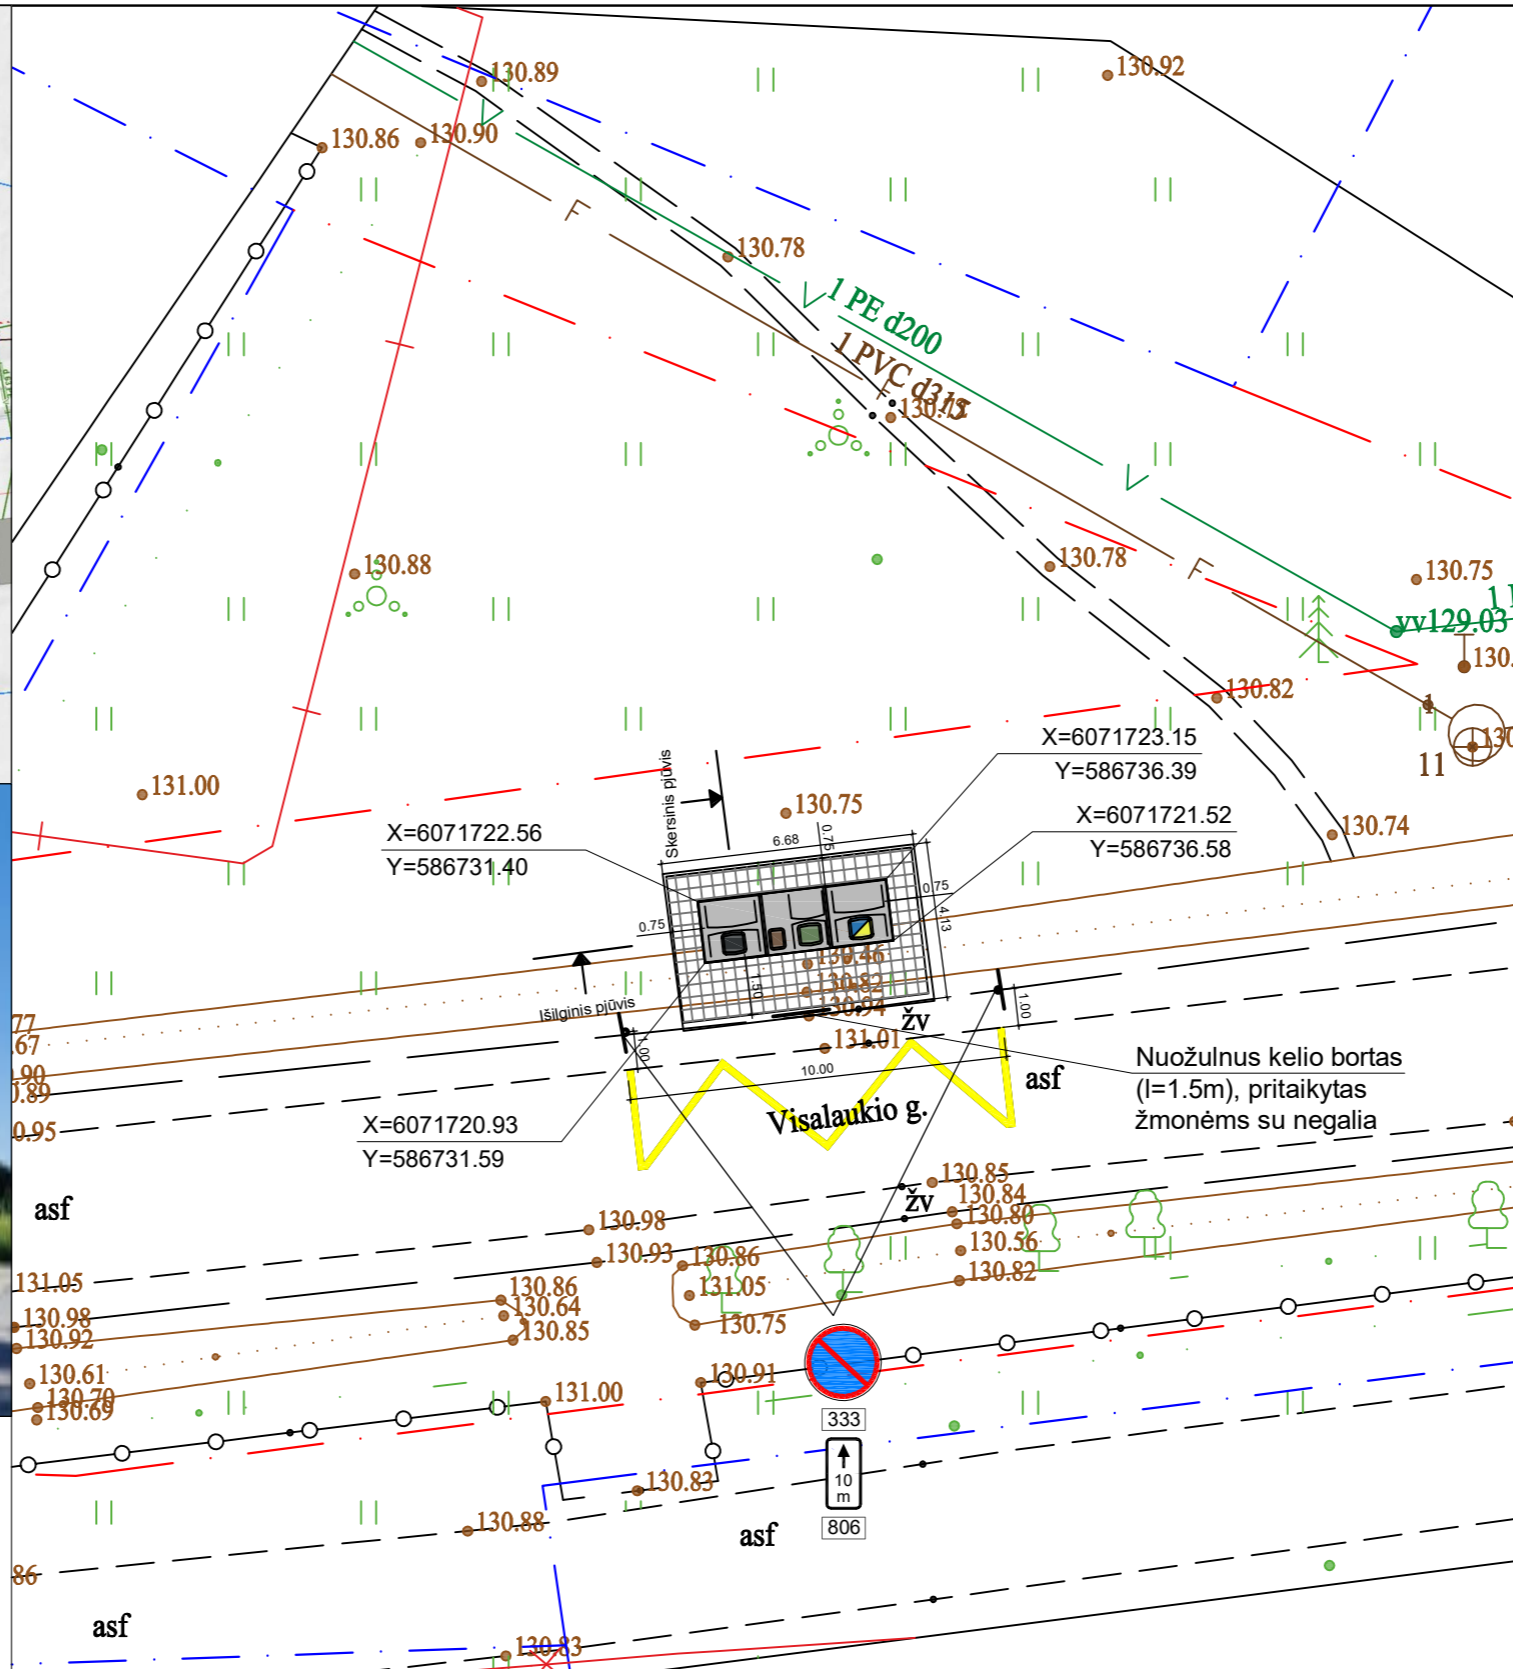 130.89
130.92
130.86
130.90
130.78
V
F
V
1 PE d200
1 PVC d315
F
V
130.88
130.78
F
130.75
vv129.03
130.82
131.00
130.75
130.74
11
1
X=6071723.15
Y=586736.39
X=6071721.52
Y=586736.58
X=6071722.56
Y=586731.40
Skersinis pjūvis
6.68
0.75
0.75
4.13
0.75
1.50
130.46
130.82
130.94
131.01
žv
Išilginis pjūvis
1.00
1.00
10.00
asf
Visalaukio g.
Nuožulnus kelio bortas
(l=1.5m), pritaikytas
žmonėms su negalia
X=6071720.93
Y=586731.59
asf
130.85
130.84
130.80
130.56
130.82
žv
130.98
130.93
130.86
131.05
130.75
130.86
130.64
130.85
131.05
130.98
130.92
130.61
130.70
130.69
130.91
131.00
130.83
130.88
333
10
m
806
asf
asf
130.83